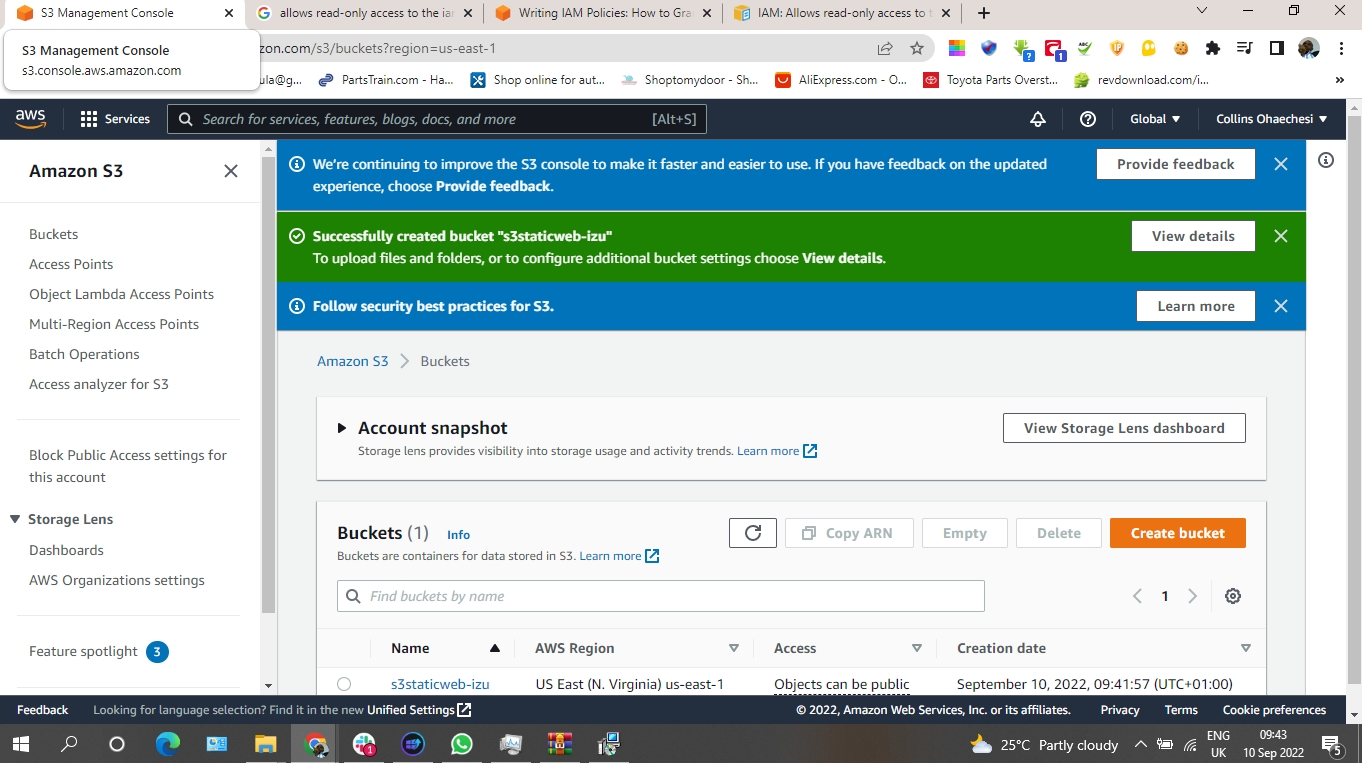 S3 Management Console
allows read-only access to the iar
Writing IAM Policies: How to Gra
IAM: Allows read-only access to t
S3 Management Console
s3.console.aws.amazon.com
zon.com/s3/buckets?region=us-east-1
ula@g...
PartsTrain.com - Ha...
Shop online for aut...
Shoptomydoor - Sh...
AliExpress.com - O...
Toyota Parts Overst...
revdownload.com/i...
aws
Services
Search for services, features, blogs, docs, and more
[Alt+S]
Global
Collins Ohaechesi
Amazon S3
Buckets
Access Points
Object Lambda Access Points
Multi-Region Access Points
Batch Operations
Access analyzer for S3
Block Public Access settings for
this account
Storage Lens
Dashboards
AWS Organizations settings
Feature spotlight 3
We're continuing to improve the S3 console to make it faster and easier to use. If you have feedback on the updated
experience, choose Provide feedback.
Provide feedback
Successfully created bucket "s3staticweb-izu"
To upload files and folders, or to configure additional bucket settings choose View details.
View details
Follow security best practices for S3.
Learn more
Amazon S3 > Buckets
Account snapshot
Storage lens provides visibility into storage usage and activity trends. Learn more
View Storage Lens dashboard
Buckets (1) Info
Buckets are containers for data stored in S3. Learn more
Copy ARN
Empty
Delete
Create bucket
Find buckets by name
1
Name
AWS Region
Access
Creation date
s3staticweb-izu
US East (N. Virginia) us-east-1
Objects can be public
September 10, 2022, 09:41:57 (UTC+01:00)
Feedback
Looking for language selection? Find it in the new Unified Settings
© 2022, Amazon Web Services, Inc. or its affiliates.
Privacy
Terms
Cookie preferences
25°C Partly cloudy
ENG
UK
09:43
10 Sep 2022
5